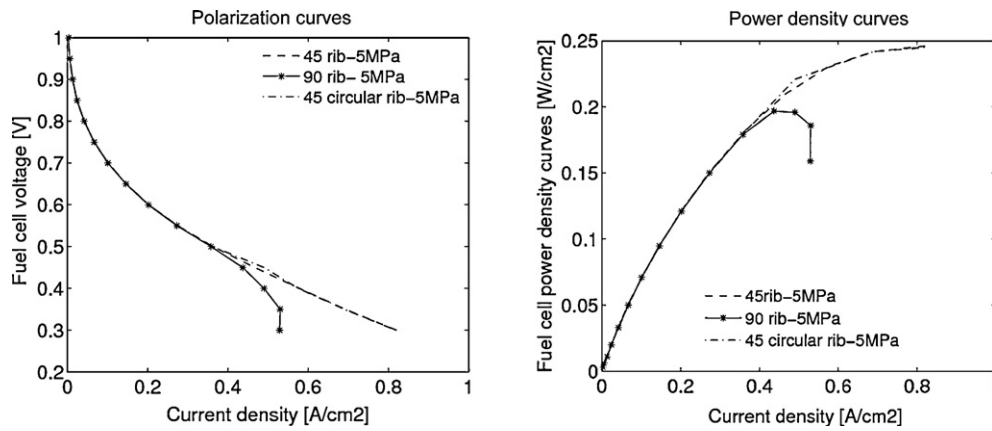 Polarization curves
1
0.9
0.8
0.7
0.6
0.5
0.4
0.3
0.2
Fuel cell voltage [V]
45 rib-5MPa
90 rib- 5MPa
45 circular rib-5MPa
0 0.2 0.4 0.6 0.8 1
Current density [A/cm2]
Power density curves
0.25
0.2
0.15
0.1
0.05
0
Fuel cell power density curves [W/cm2]
45rib-5MPa
90 rib-5MPa
45 circular rib-5MPa
0 0.2 0.4 0.6 0.8
Current density [A/cm2]